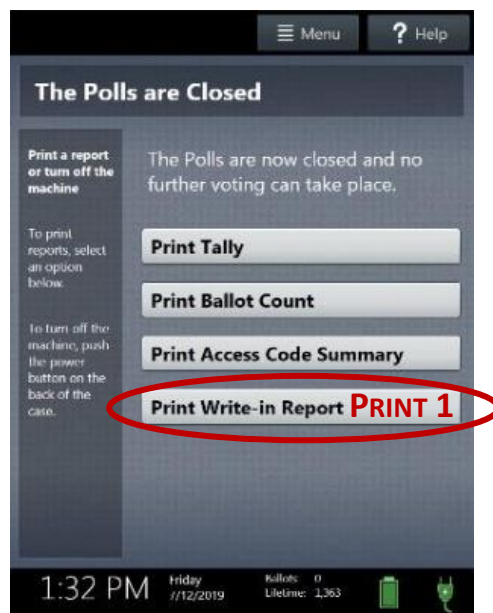 Menu
? Help
The Polls are Closed
Print a report
or turn off the
machine
To print
reports, select
an option
below.
To turn off the
machine, push
the power
button on the
back of the
case.
The Polls are now closed and no
further voting can take place.
Print Tally
Print Ballot Count
Print Access Code Summary
Print Write-in Report PRINT 1
1:32 PM
Friday
7/12/2019
Ballots: 0
Lifetime: 1,363